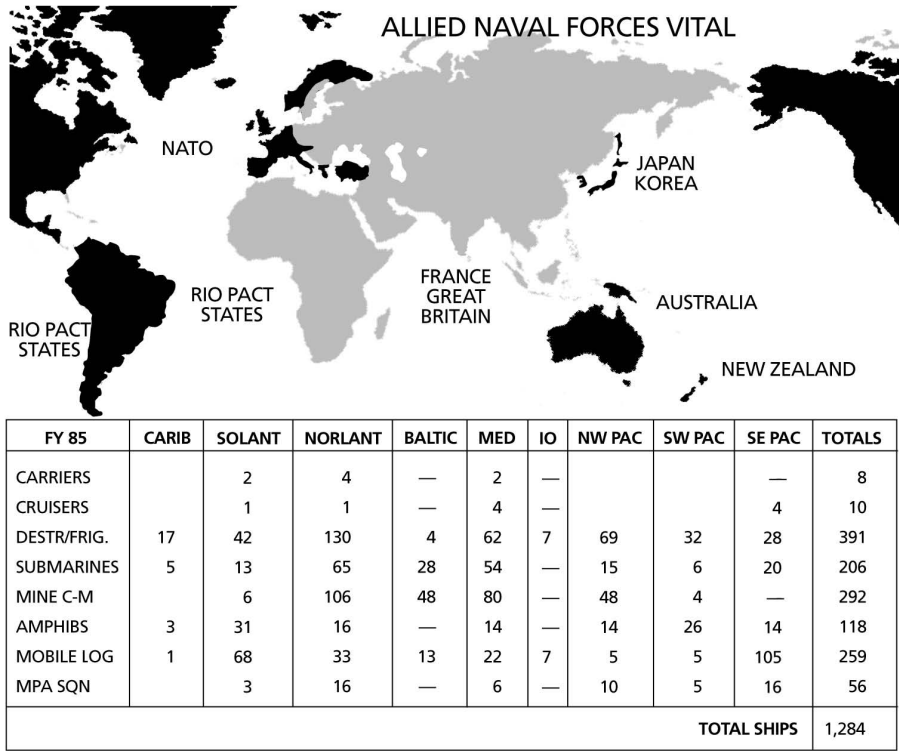 ALLIED NAVAL FORCES VITAL
NATO
JAPAN
KOREA
FRANCE
GREAT
BRITAIN
RIO PACT
STATES
AUSTRALIA
RIO PACT
STATES
NEW ZEALAND
FY 85 CARIB SOLANT NORLANT BALTIC MED IO NW PAC SW PAC SE PAC TOTALS
CARRIERS 2 4 — 2 — — 8
CRUISERS 1 1 — 4 — 4 10
DESTR/FRIG. 17 42 130 4 62 7 69 32 28 391
SUBMARINES 5 13 65 28 54 — 15 6 20 206
MINE C-M 6 106 48 80 — 48 4 — 292
AMPHIBS 3 31 16 — 14 — 14 26 14 118
MOBILE LOG 1 68 33 13 22 7 5 5 105 259
MPA SQN 3 16 — 6 — 10 5 16 56
TOTAL SHIPS 1,284